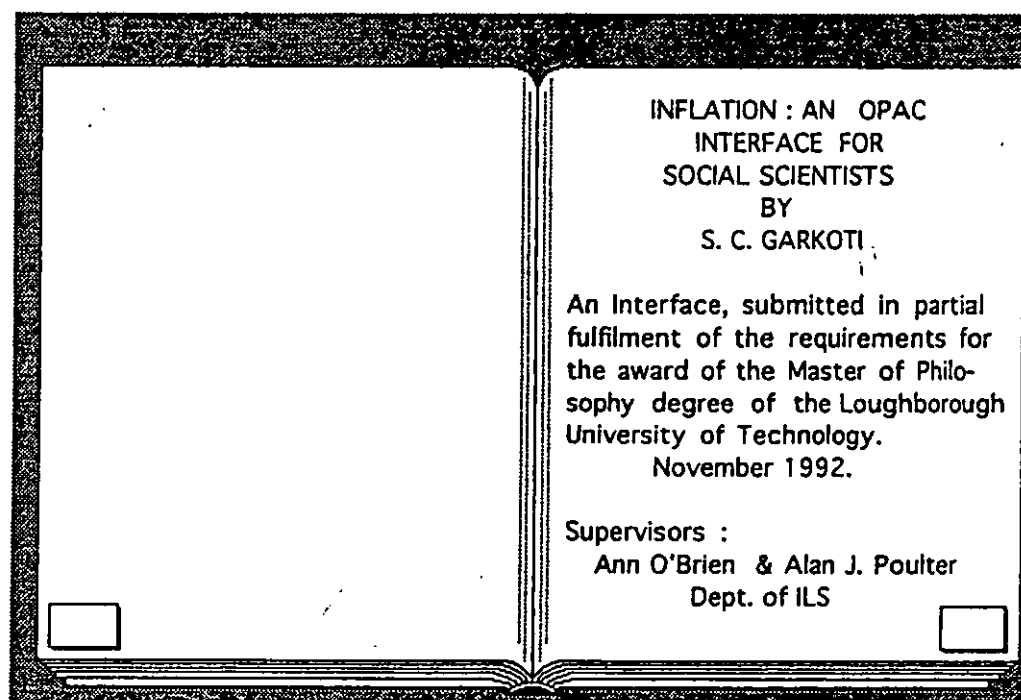 INFLATION : AN OPAC
INTERFACE FOR
SOCIAL SCIENTISTS
BY
S. C. GARKOTI
An Interface, submitted in partial
fulfilment of the requirements for
the award of the Master of Philo-
sophy degree of the Loughborough
University of Technology.
November 1992.
Supervisors :
Ann O'Brien & Alan J. Poulter
Dept. of ILS